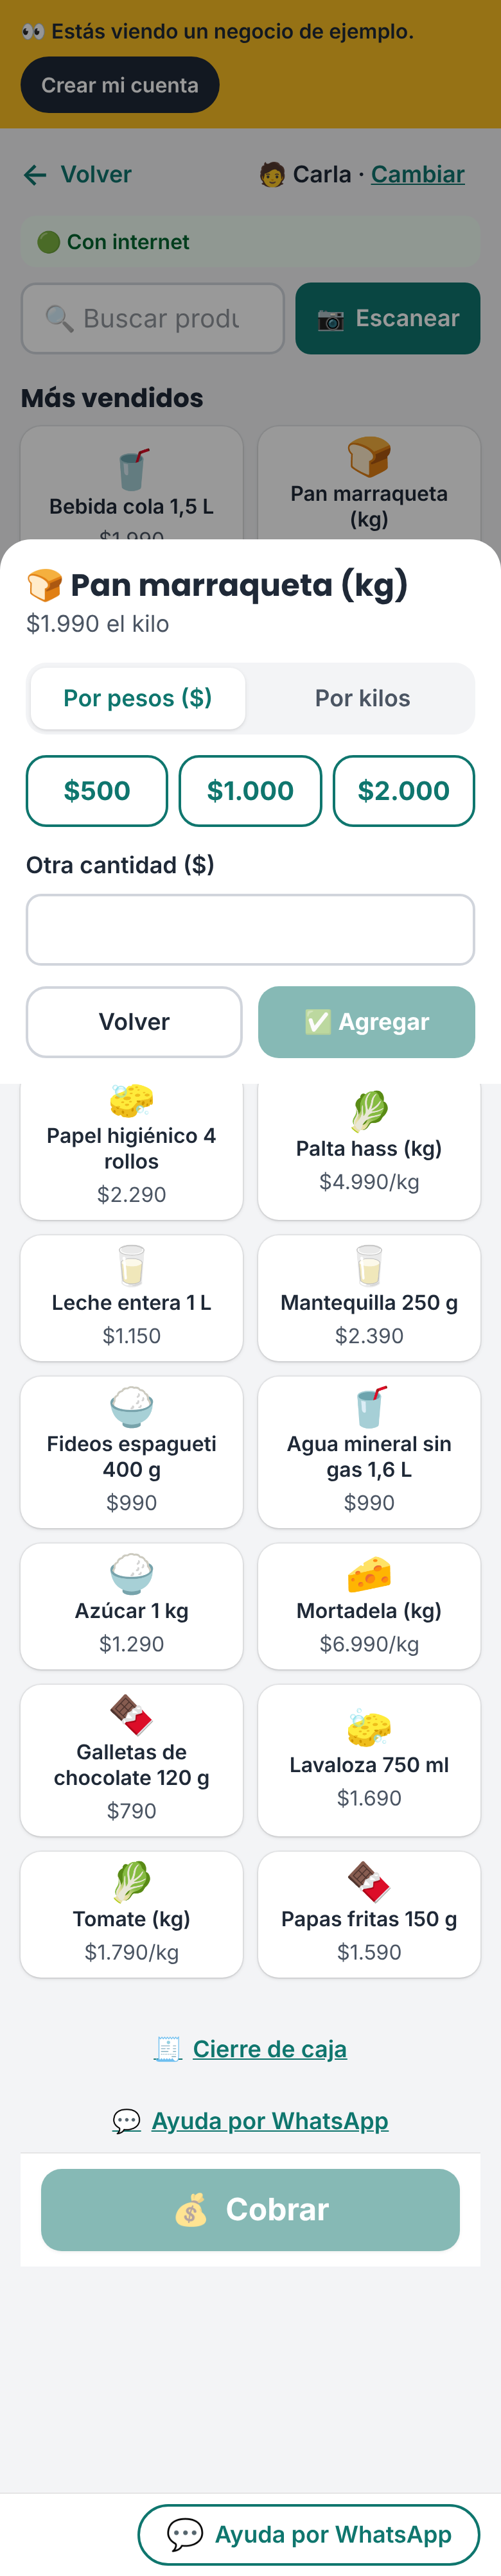 Estás viendo un negocio de ejemplo.
Crear mi cuenta
← Volver
Carla · Cambiar
Con internet
Buscar produ
Escanear
Más vendidos
Bebida cola 1,5 L
$1.990
Pan marraqueta
(kg)
Pan marraqueta (kg)
$1.990 el kilo
Por pesos ($)
Por kilos
$500
$1.000
$2.000
Otra cantidad ($)
Volver
Agregar
Papel higiénico 4
rollos
$2.290
Palta hass (kg)
$4.990/kg
Leche entera 1 L
$1.150
Mantequilla 250 g
$2.390
Fideos espagueti
400 g
$990
Agua mineral sin
gas 1,6 L
$990
Azúcar 1 kg
$1.290
Mortadela (kg)
$6.990/kg
Galletas de
chocolate 120 g
$790
Lavaloza 750 ml
$1.690
Tomate (kg)
$1.790/kg
Papas fritas 150 g
$1.590
Cierre de caja
Ayuda por WhatsApp
Cobrar
Ayuda por WhatsApp